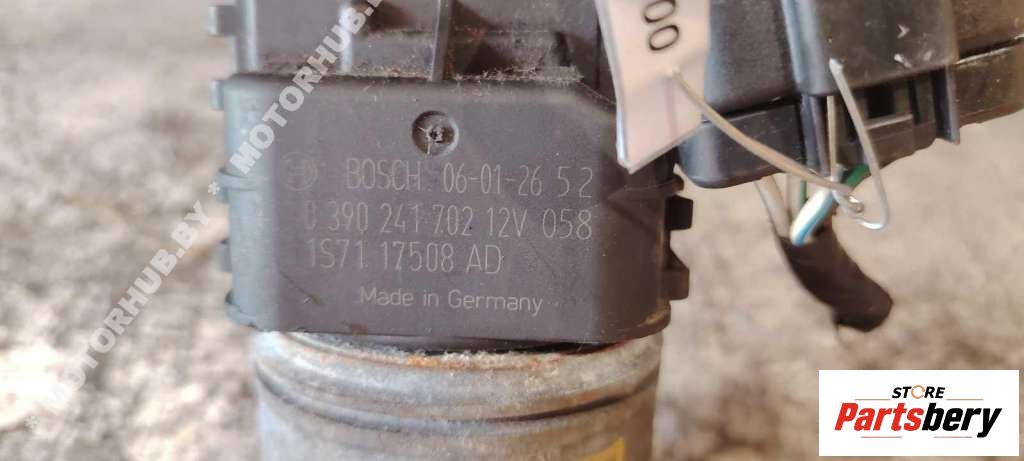 00
BOSCH 06-01-26 5 2
0 390 241 702 12V 058
1S71 17508 AD
Made in Germany
* MOTORHUB.BY * MOTORHUB.BY
STORE
Partsbery